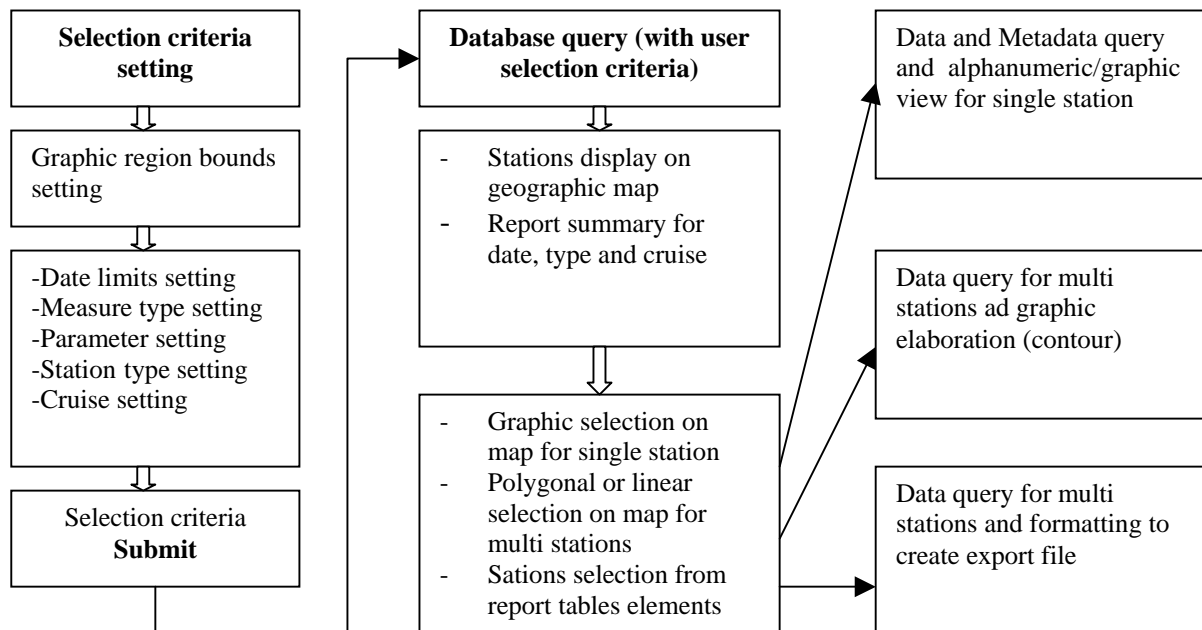 Selection criteria
setting
Graphic region bounds
setting
-Date limits setting
-Measure type setting
-Parameter setting
-Station type setting
-Cruise setting
Selection criteria
Submit
Database query (with user
selection criteria)
- Stations display on
geographic map
- Report summary for
date, type and cruise
- Graphic selection on
map for single station
- Polygonal or linear
selection on map for
multi stations
- Sations selection from
report tables elements
Data and Metadata query
and alphanumeric/graphic
view for single station
Data query for multi
stations ad graphic
elaboration (contour)
Data query for multi
stations and formatting to
create export file